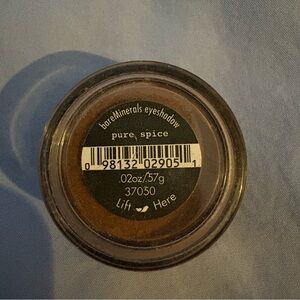 bareMinerals eyeshadow
pure spice
0 98132 02905 1
.02oz/.57g
37050
Lift Here